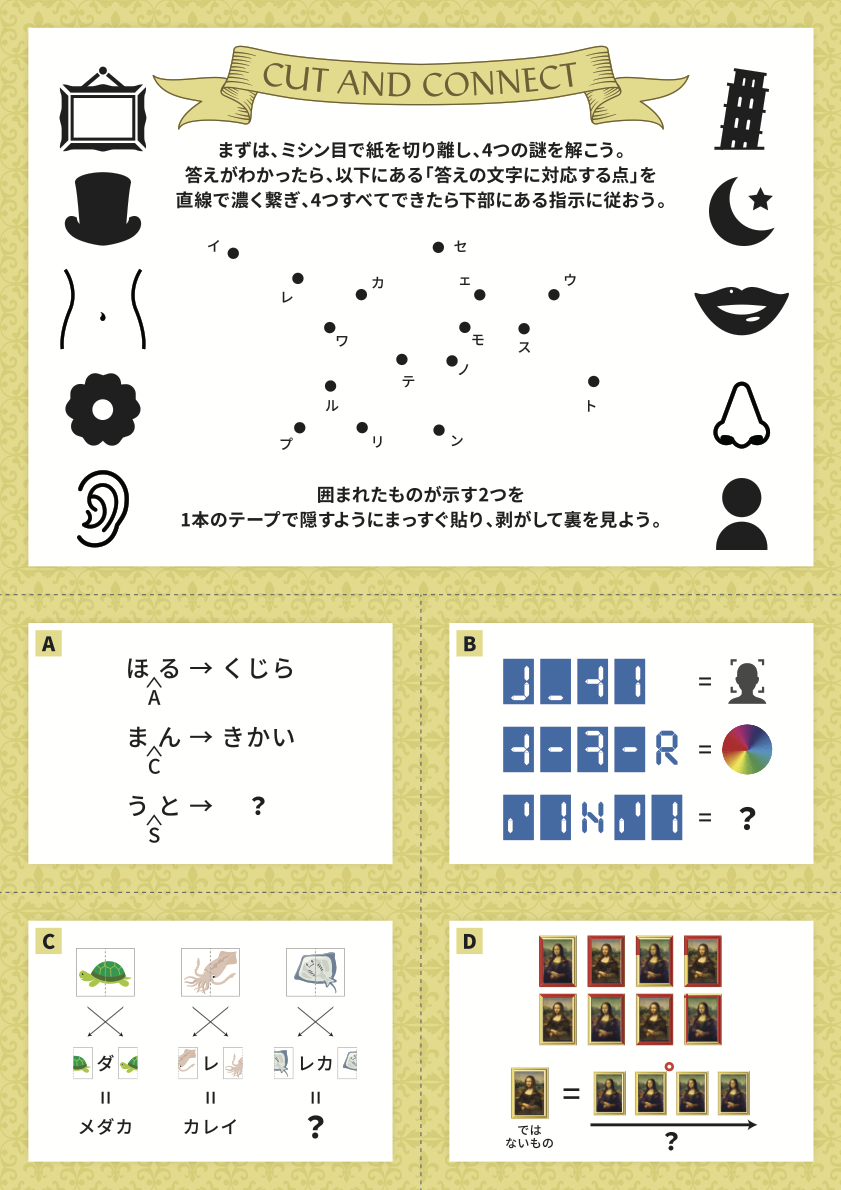 CUT AND CONNECT
まずは、ミシン目で紙を切り離し、4つの謎を解こう。
答えがわかったら、以下にある「答えの文字に対応する点」を
直線で濃く繋ぎ、4つすべてできたら下部にある指示に従おう。
イ
セ
レ
カ
エ
ウ
ワ
モ
ス
テ
ノ
ル
ト
プ
リ
ン
囲まれたものが示す2つを
1本のテープで隠すようにまっすぐ貼り、剥がして裏を見よう。
A
ほ る → くじら
A
ま ん → きかい
C
う と → ?
S
B
=
R =
N = ?
C
ダ
レ
レカ
=
=
=
メダカ
カレイ
?
D
=
では
ないもの
?